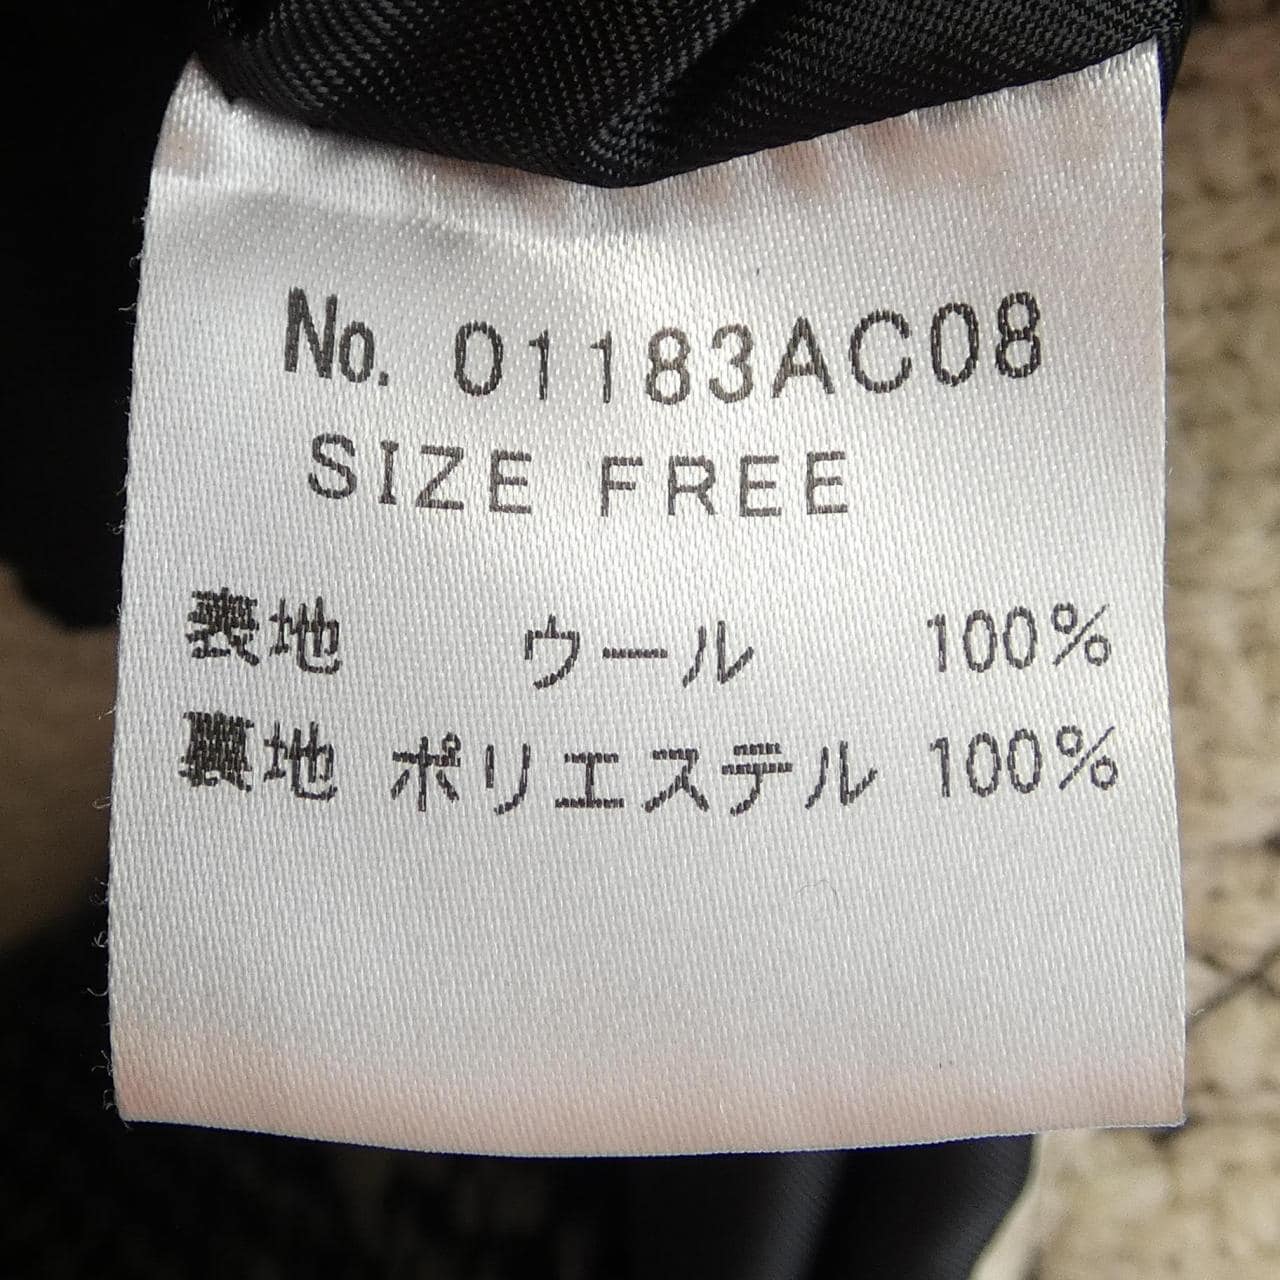 No. 01183AC08
SIZE FREE
表地 ウール 100%
裏地 ポリエステル 100%